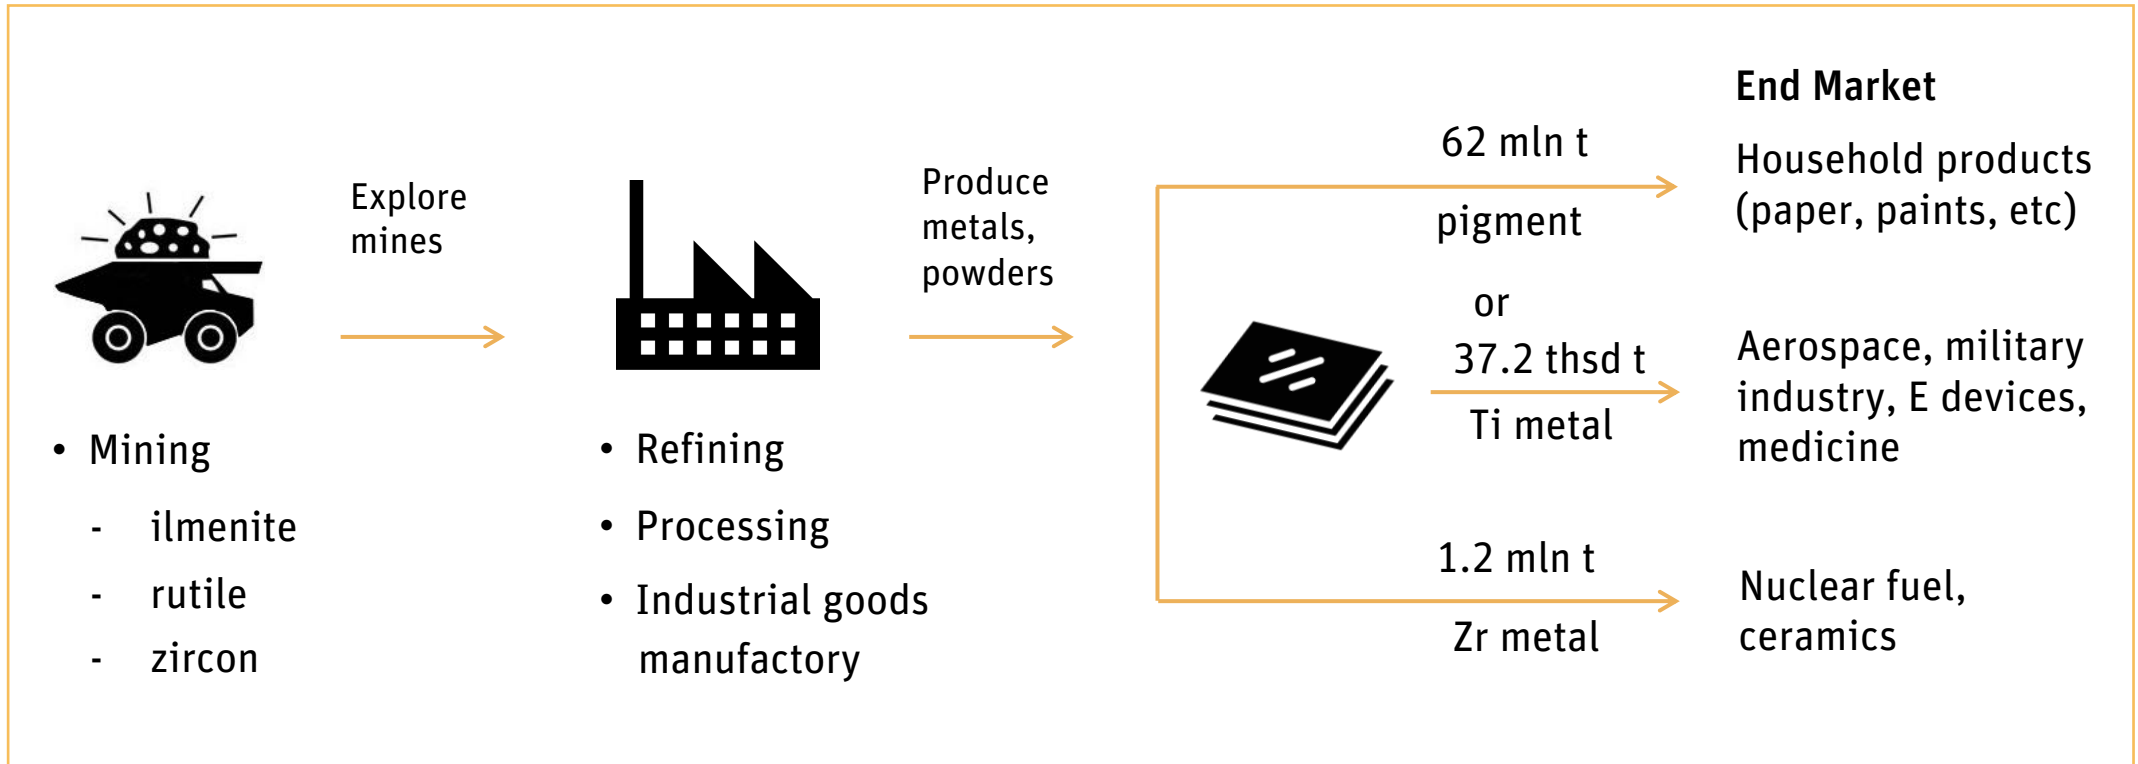 Explore
mines
• Mining
- ilmenite
- rutile
- zircon
• Refining
• Processing
• Industrial goods
manufactory
Produce
metals,
powders
62 mln t
pigment
or
37.2 thsd t
Ti metal
1.2 mln t
Zr metal
End Market
Household products
(paper, paints, etc)
Aerospace, military
industry, E devices,
medicine
Nuclear fuel,
ceramics